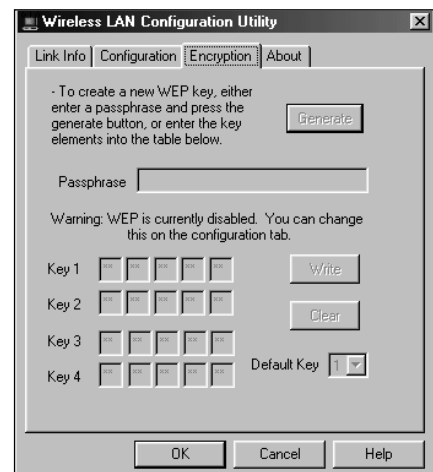 Wireless LAN Configuration Utility
Link Info Configuration Encryption About
- To create a new WEP key, either
enter a passphrase and press the
generate button, or enter the key
elements into the table below.
Generate
Passphrase
Warning: WEP is currently disabled. You can change
this on the configuration tab.
Key 1 ** ** ** ** **
Write
Key 2 ** ** ** ** **
Clear
Key 3 ** ** ** ** **
Default Key 1
Key 4 ** ** ** ** **
OK Cancel Help